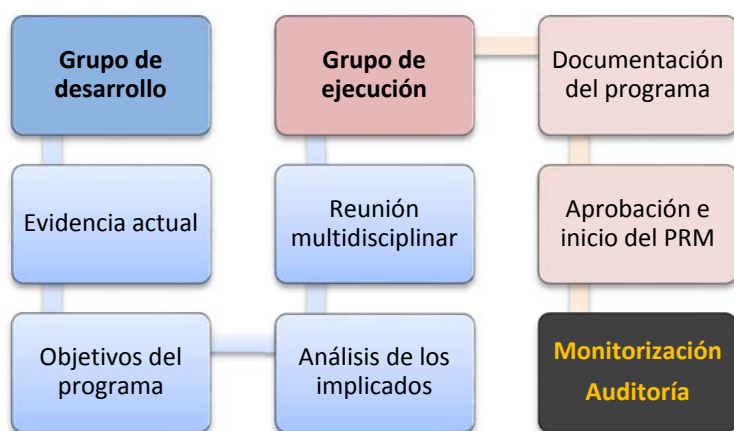 Grupo de
desarrollo
Evidencia actual
Objetivos del
programa
Análisis de los
implicados
Reunión
multidisciplinar
Grupo de
ejecución
Documentación
del programa
Aprobación e
inicio del PRM
Monitorización
Auditoría